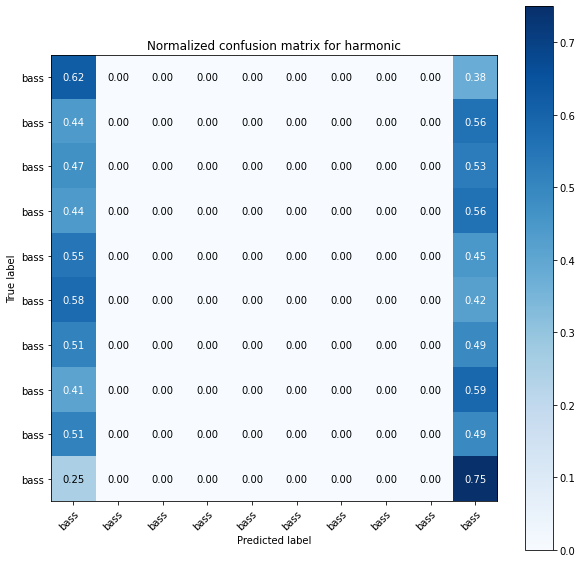 Normalized confusion matrix for harmonic
True label
bass 0.62 0.00 0.00 0.00 0.00 0.00 0.00 0.00 0.00 0.38
bass 0.44 0.00 0.00 0.00 0.00 0.00 0.00 0.00 0.00 0.56
bass 0.47 0.00 0.00 0.00 0.00 0.00 0.00 0.00 0.00 0.53
bass 0.44 0.00 0.00 0.00 0.00 0.00 0.00 0.00 0.00 0.56
bass 0.55 0.00 0.00 0.00 0.00 0.00 0.00 0.00 0.00 0.45
bass 0.58 0.00 0.00 0.00 0.00 0.00 0.00 0.00 0.00 0.42
bass 0.51 0.00 0.00 0.00 0.00 0.00 0.00 0.00 0.00 0.49
bass 0.41 0.00 0.00 0.00 0.00 0.00 0.00 0.00 0.00 0.59
bass 0.51 0.00 0.00 0.00 0.00 0.00 0.00 0.00 0.00 0.49
bass 0.25 0.00 0.00 0.00 0.00 0.00 0.00 0.00 0.00 0.75
bass bass bass bass bass bass bass bass bass bass
Predicted label
0.7
0.6
0.5
0.4
0.3
0.2
0.1
0.0